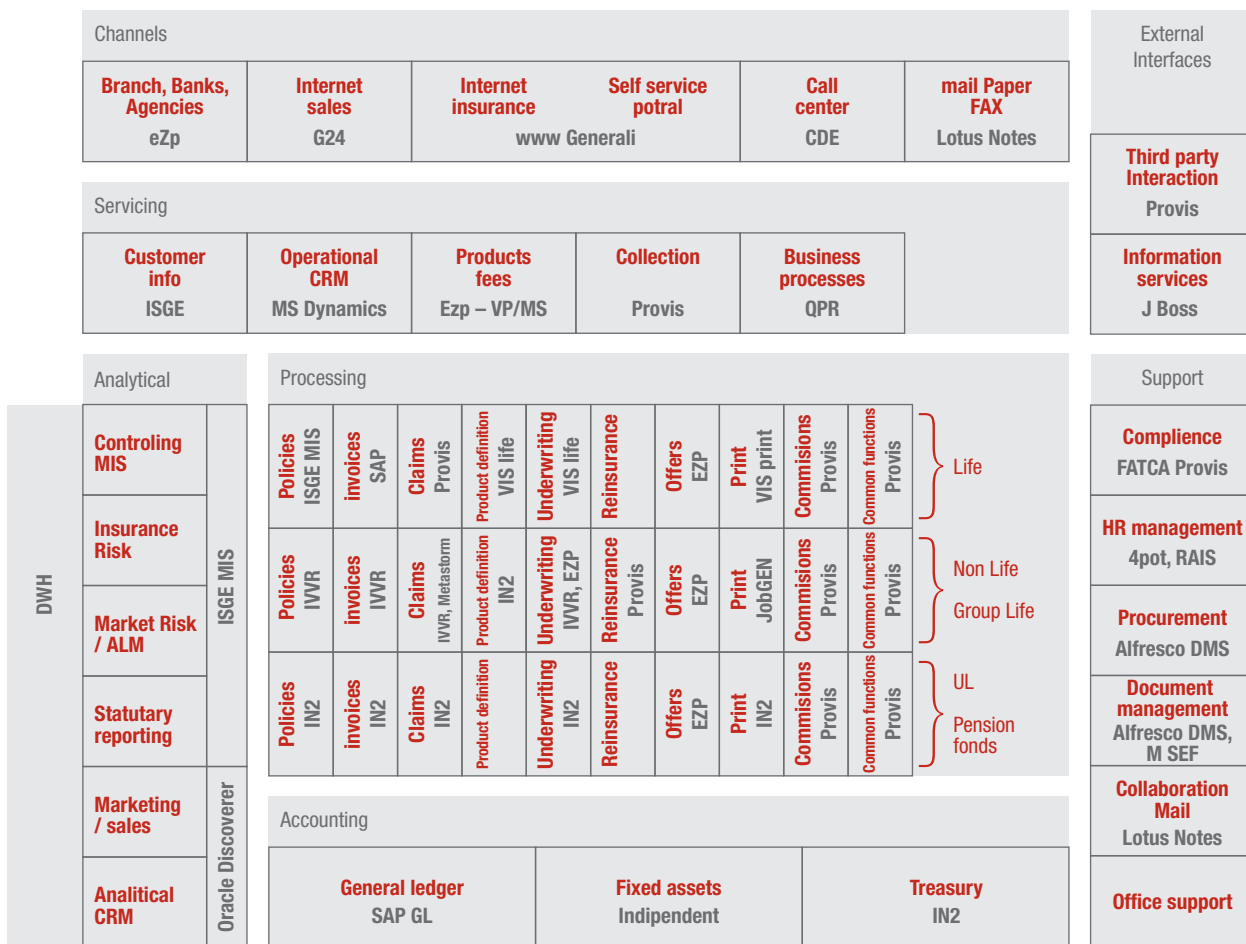 Channels
Branch, Banks,
Agencies
eZp
Internet
sales
G24
Internet
insurance
Self service
potral
www Generali
Call
center
CDE
mail Paper
FAX
Lotus Notes
External
Interfaces
Third party
Interaction
Provis
Information
services
J Boss
Servicing
Customer
info
ISGE
Operational
CRM
MS Dynamics
Products
fees
Ezp – VP/MS
Collection
Provis
Business
processes
QPR
DWH
Analytical
Controling
MIS
Insurance
Risk
Market Risk
/ ALM
Statutary
reporting
ISGE MIS
Marketing
/ sales
Analitical
CRM
Oracle Discoverer
Processing
Policies
ISGE MIS
invoices
SAP
Claims
Provis
Product definition
VIS life
Underwriting
VIS life
Reinsurance
Offers
EZP
Print
VIS print
Commisions
Provis
Common functions
Provis
Life
Policies
IVVR
invoices
IVVR
Claims
IVVR, Metastorm
Product definition
IN2
Underwriting
IVVR, EZP
Reinsurance
Provis
Offers
EZP
Print
JobGEN
Commisions
Provis
Common functions
Provis
Non Life
Group Life
Policies
IN2
invoices
IN2
Claims
IN2
Product definition
IN2
Underwriting
IN2
Reinsurance
Offers
EZP
Print
IN2
Commisions
Provis
Common functions
Provis
UL
Pension
fonds
Accounting
General ledger
SAP GL
Fixed assets
Indipendent
Treasury
IN2
Support
Complience
FATCA Provis
HR management
4pot, RAIS
Procurement
Alfresco DMS
Document
management
Alfresco DMS,
M SEF
Collaboration
Mail
Lotus Notes
Office support